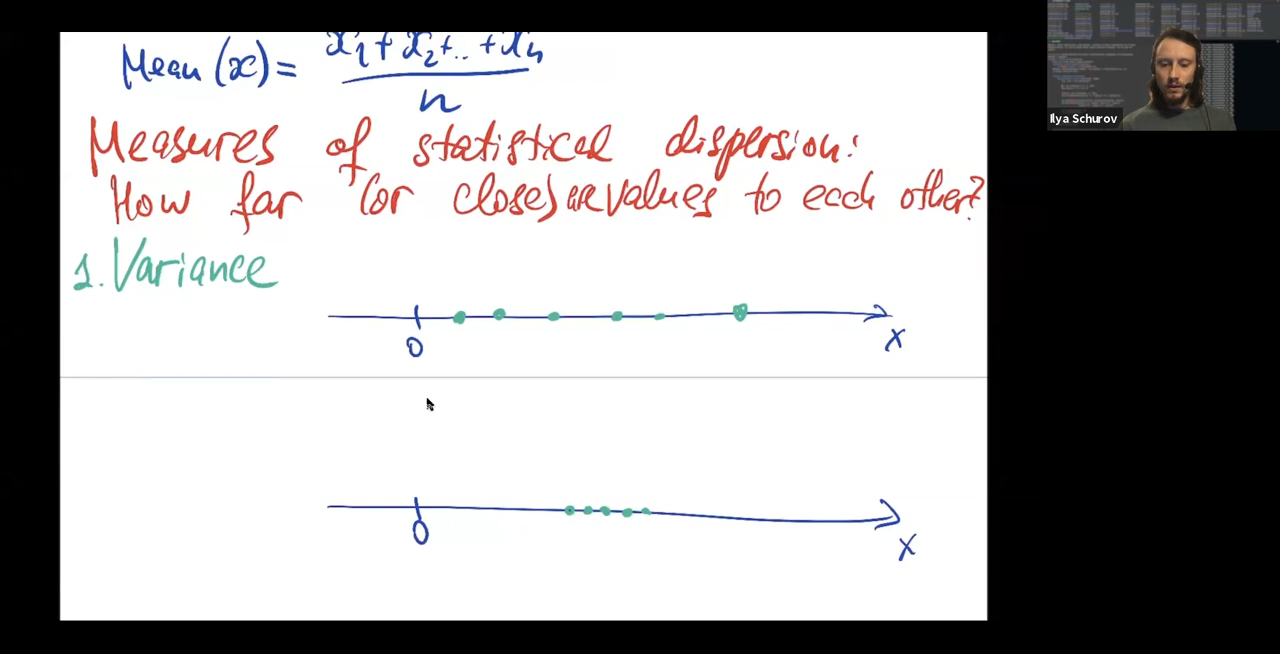 Mean (x) = x1 + x2 + .. + xn / n
Ilya Schurov
Measures of statistical dispersion:
How far (or close) are values to each other?
1. Variance
0
x
0
x